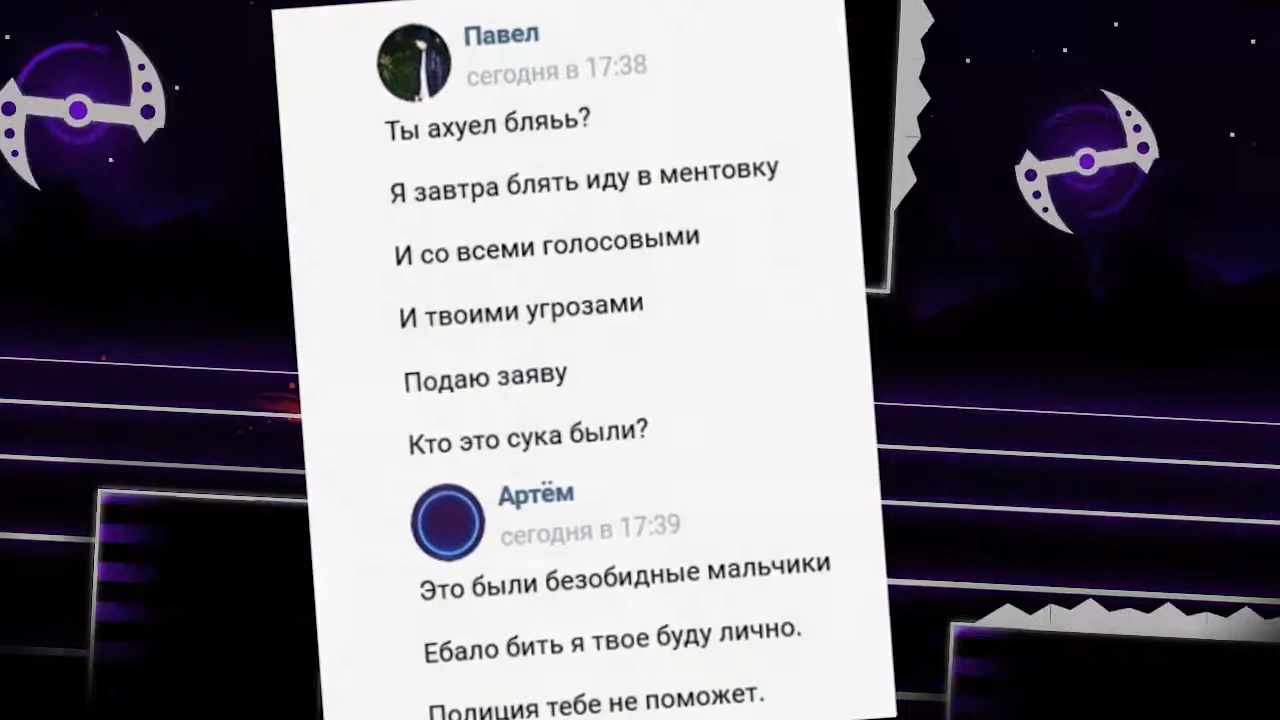 Павел
сегодня в 17:38
Ты ахуел бляьь?
Я завтра блять иду в ментовку
И со всеми голосовыми
И твоими угрозами
Подаю заяву
Кто это сука были?
Артём
сегодня в 17:39
Это были безобидные мальчики
Ебало бить я твое буду лично.
Полиция тебе не поможет.